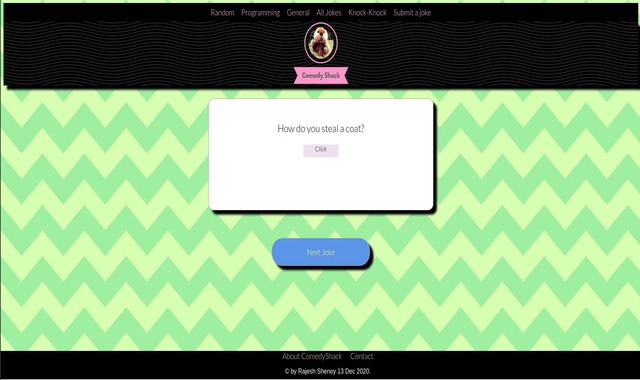 Random Programming General All Jokes Knock-Knock Submit a joke
Comedy Shack
How do you steal a coat?
Click
Next Joke
About ComedyShack Contact
© by Rajesh Shenoy 13 Dec 2020.